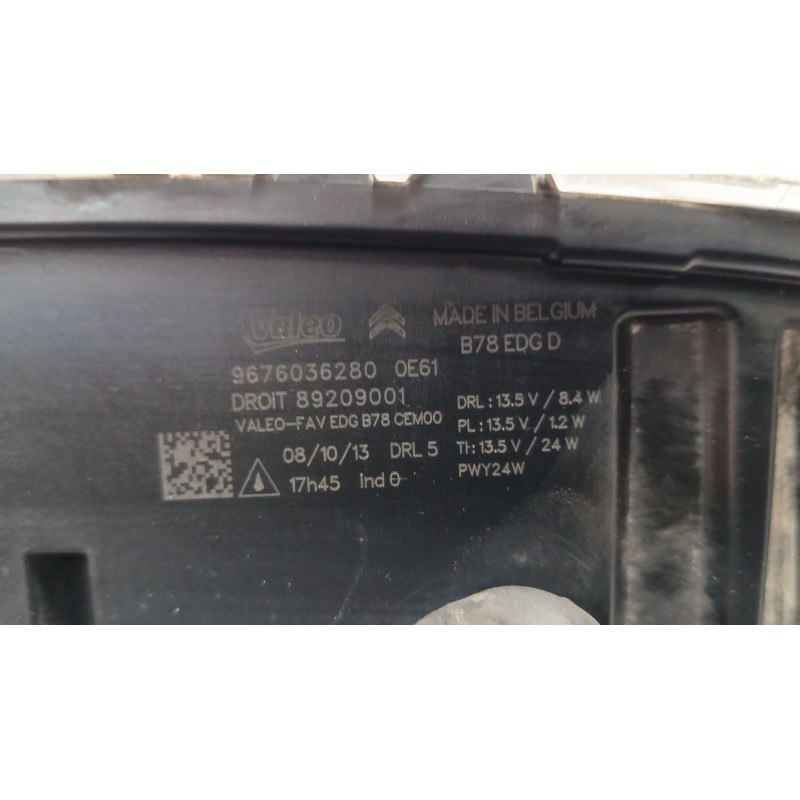 Valeo MADE IN BELGIUM
B78 EDG D
9676036280 0E61
DROIT 89209001
VALEO-FAV EDG B78 CEM00
08/10/13 DRL 5
17h45 ind 0
DRL : 13.5 V / 8.4 W
PL : 13.5 V / 1.2 W
TI : 13.5 V / 24 W
PWY24W